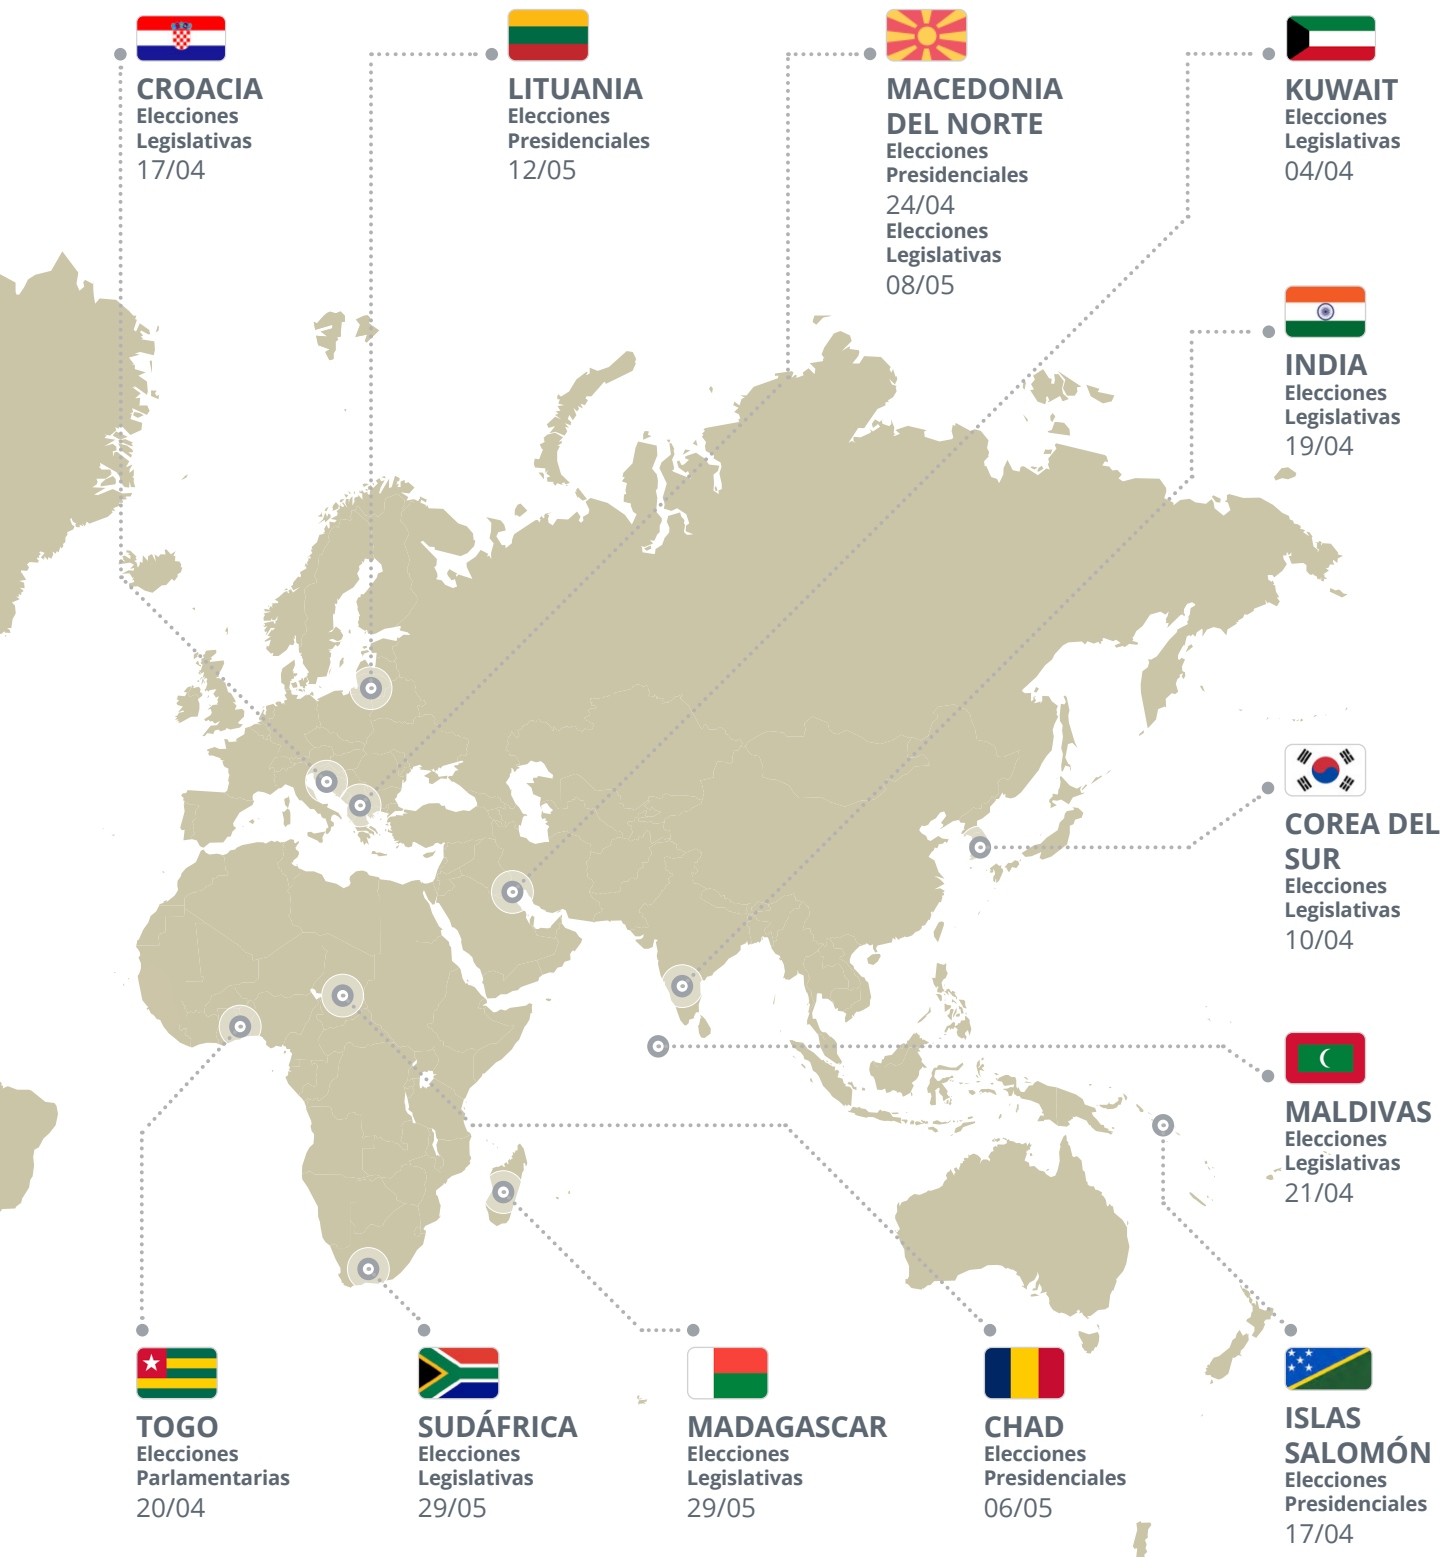 CROACIA
Elecciones
Legislativas
17/04
LITUANIA
Elecciones
Presidenciales
12/05
MACEDONIA
DEL NORTE
Elecciones
Presidenciales
24/04
Elecciones
Legislativas
08/05
KUWAIT
Elecciones
Legislativas
04/04
INDIA
Elecciones
Legislativas
19/04
COREA DEL
SUR
Elecciones
Legislativas
10/04
MALDIVAS
Elecciones
Legislativas
21/04
TOGO
Elecciones
Parlamentarias
20/04
SUDÁFRICA
Elecciones
Legislativas
29/05
MADAGASCAR
Elecciones
Legislativas
29/05
CHAD
Elecciones
Presidenciales
06/05
ISLAS
SALOMÓN
Elecciones
Presidenciales
17/04